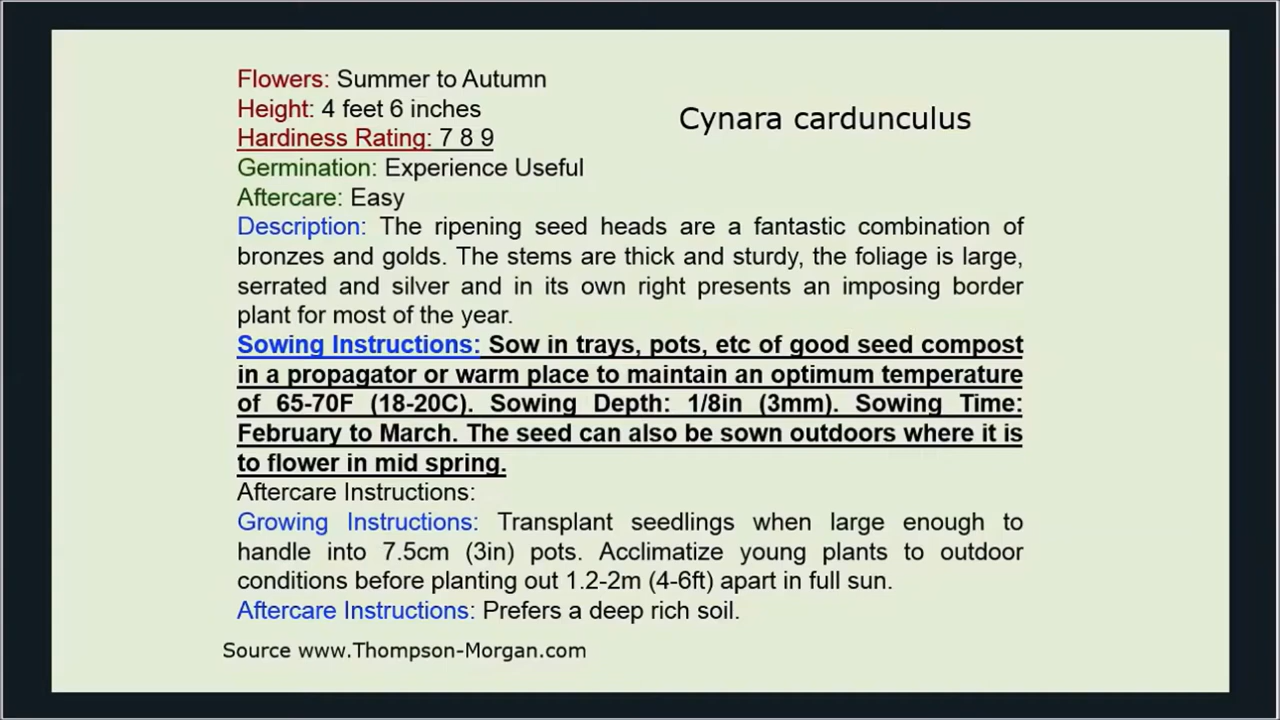 Flowers: Summer to Autumn
Height: 4 feet 6 inches
Cynara cardunculus
Hardiness Rating: 7 8 9
Germination: Experience Useful
Aftercare: Easy
Description: The ripening seed heads are a fantastic combination of
bronzes and golds. The stems are thick and sturdy, the foliage is large,
serrated and silver and in its own right presents an imposing border
plant for most of the year.
Sowing Instructions: Sow in trays, pots, etc of good seed compost
in a propagator or warm place to maintain an optimum temperature
of 65-70F (18-20C). Sowing Depth: 1/8in (3mm). Sowing Time:
February to March. The seed can also be sown outdoors where it is
to flower in mid spring.
Aftercare Instructions:
Growing Instructions: Transplant seedlings when large enough to
handle into 7.5cm (3in) pots. Acclimatize young plants to outdoor
conditions before planting out 1.2-2m (4-6ft) apart in full sun.
Aftercare Instructions: Prefers a deep rich soil.
Source www.Thompson-Morgan.com